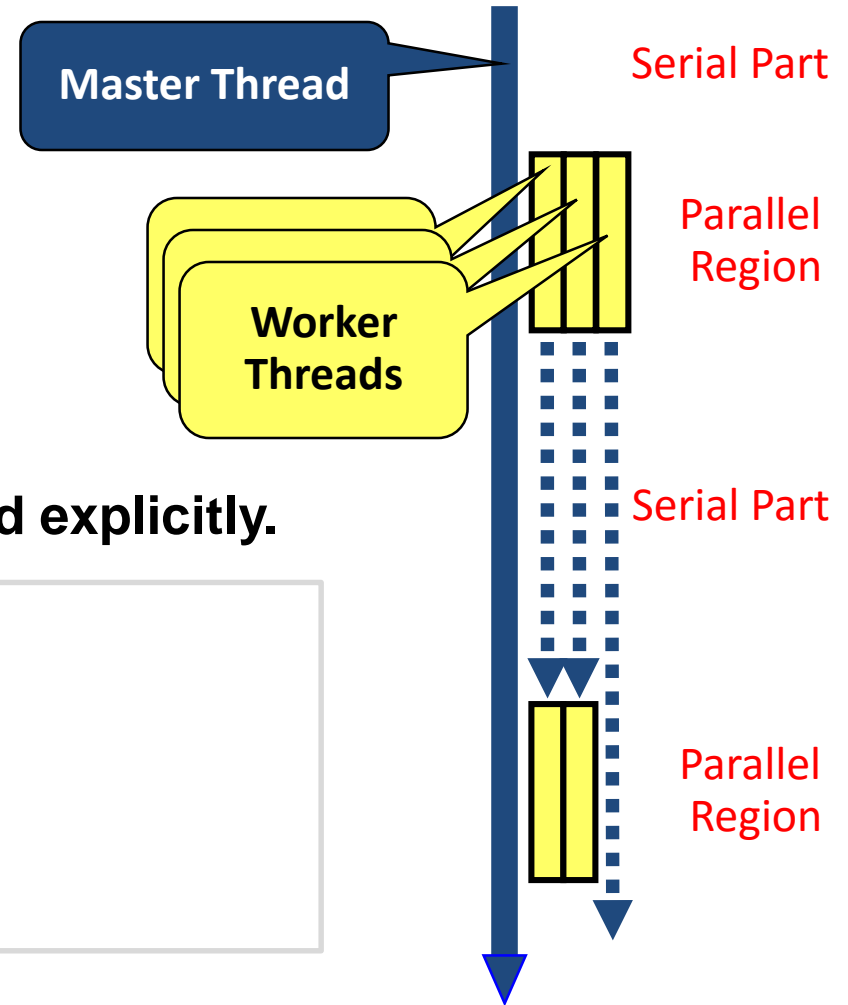 Master Thread
Serial Part
Parallel
Region
Worker
Threads
Serial Part
d explicitly.
Parallel
Region